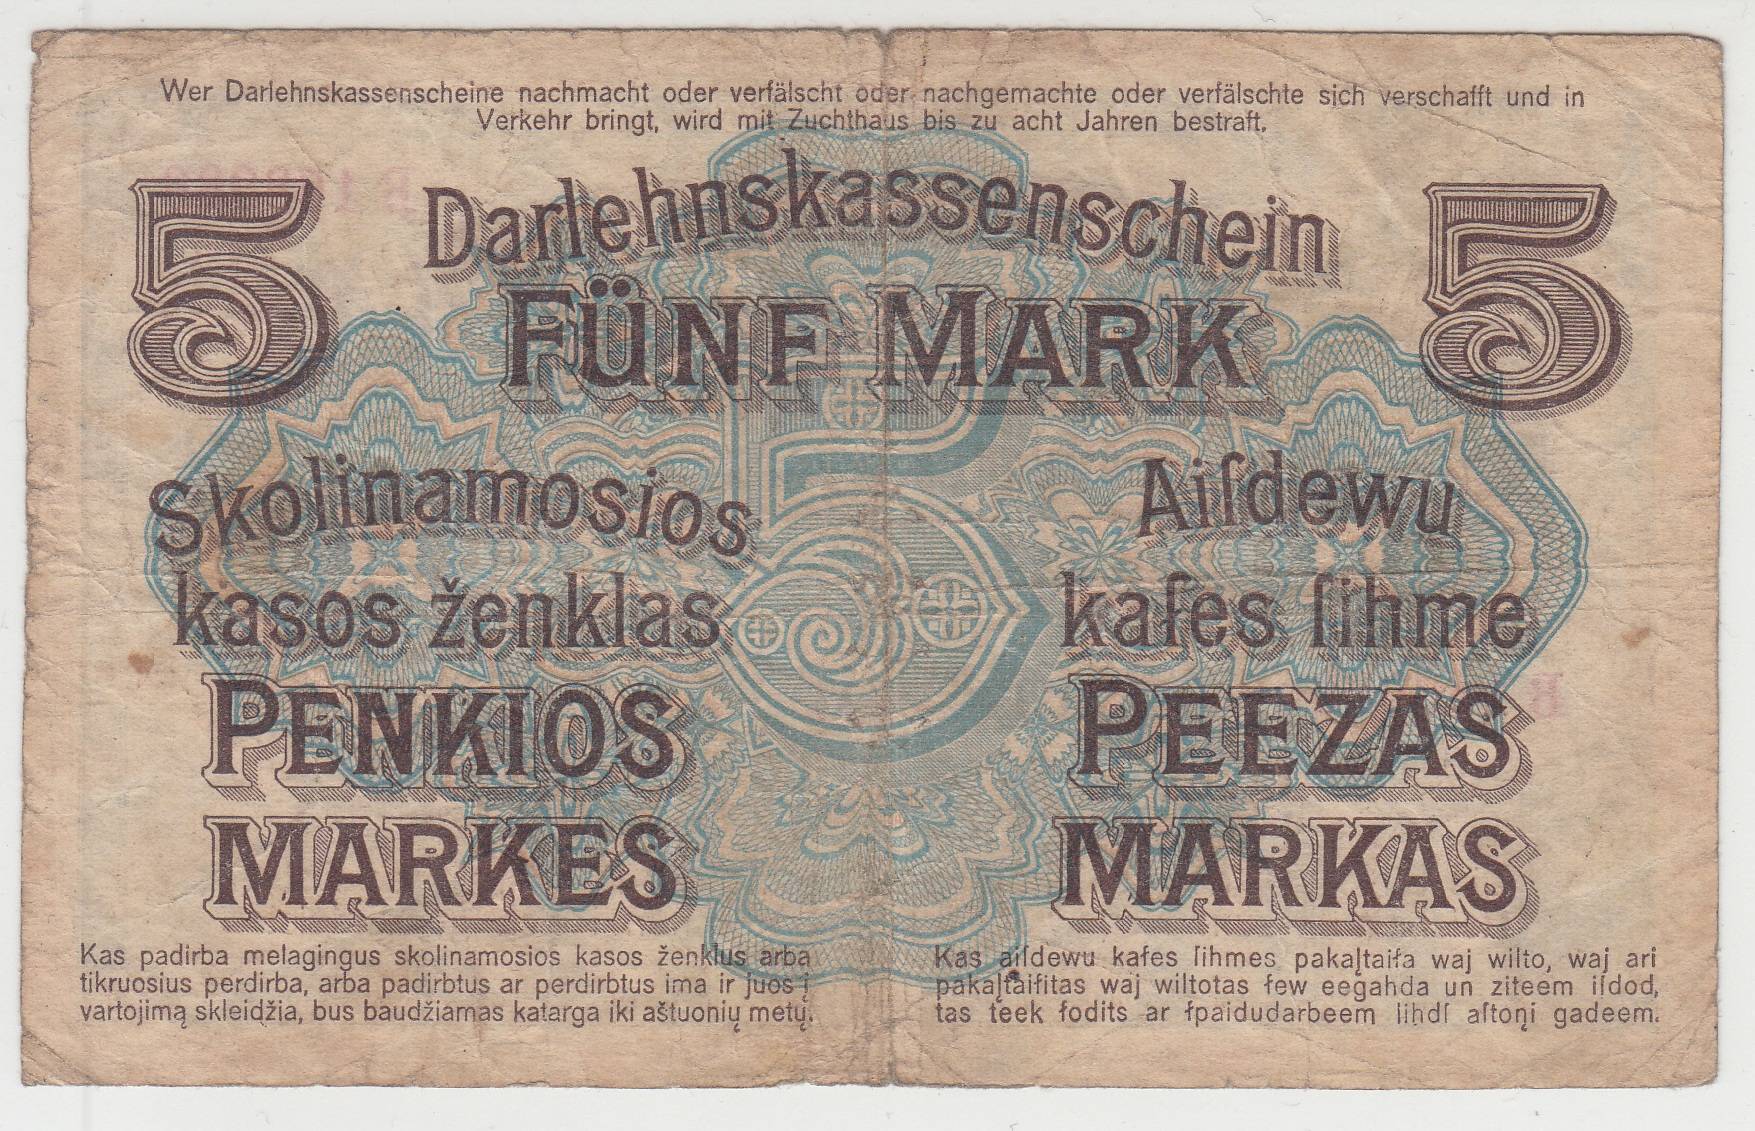 Wer Darlehnskassenscheine nachmacht oder verfälscht oder nachgemachte oder verfälschte sich verschafft und in
Verkehr bringt, wird mit Zuchthaus bis zu acht Jahren bestraft.
5
Darlehnskassenschein
5
FÜNF MARK
5
Skolinamosios
kasos ženklas
PENKIOS
MARKES
Aiſdewu
kaſes ſihme
PEEZAS
MARKAS
Kas padirba melagingus skolinamosios kasos ženklus arba
tikruosius perdirba, arba padirbtus ar perdirbtus ima ir juos į
vartojimą skleidžia, bus baudžiamas katarga iki aštuonių metų.
Kas aiſdewu kaſes ſihmes pakaļtaiſa waj wilto, waj ari
pakaļtaiſitas waj wiltotas ſew eegahda un ziteem iſdod,
tas teek ſodits ar ſpaidudarbeem lihdſ aſtoņi gadeem.